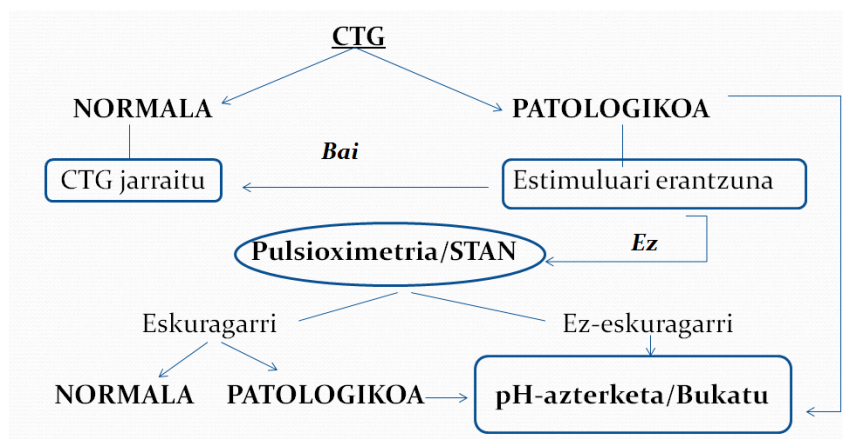 CTG
NORMALA
PATOLOGIKOA
Bai
CTG jarraitu
Estimuluari erantzuna
Pulsioximetria/STAN
Ez
Eskuragarri
Ez-eskuragarri
NORMALA
PATOLOGIKOA
pH-azterketa/Bukatu